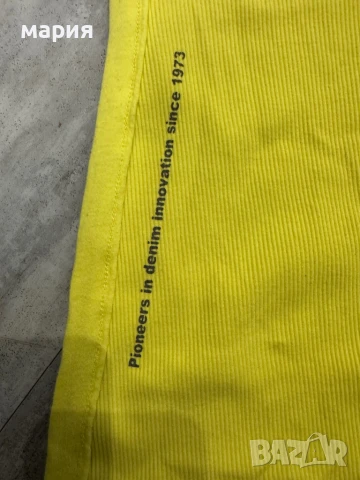 мария
Pioneers in denim innovation since 1973
BAZAR